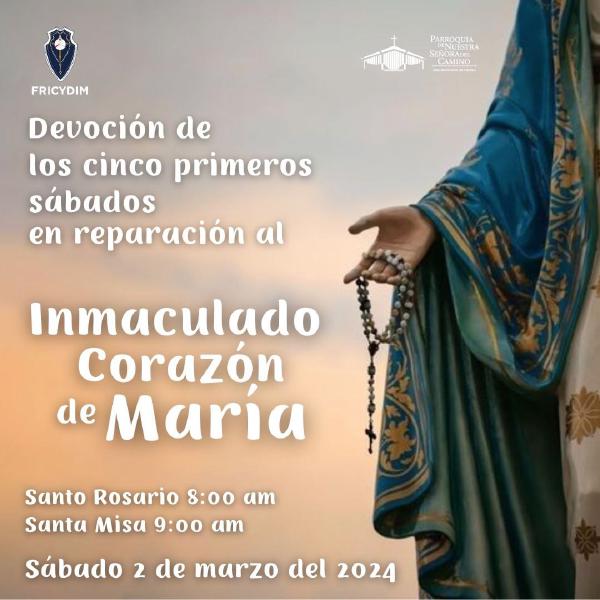 FRICYDIM
PARROQUIA
DE NUESTRA
SEÑORA DEL
CAMINO
Devoción de
los cinco primeros
sábados
en reparación al
Inmaculado
Corazón
de María
Santo Rosario 8:00 am
Santa Misa 9:00 am
Sábado 2 de marzo del 2024